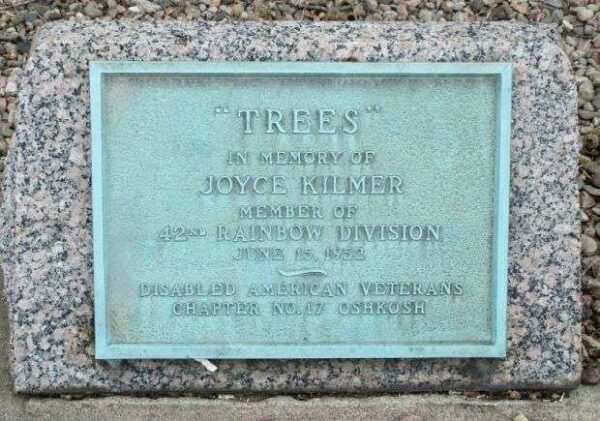 "TREES"
IN MEMORY OF
JOYCE KILMER
MEMBER OF
42ND RAINBOW DIVISION
JUNE 15, 1952
DISABLED AMERICAN VETERANS
CHAPTER NO. 17 OSHKOSH